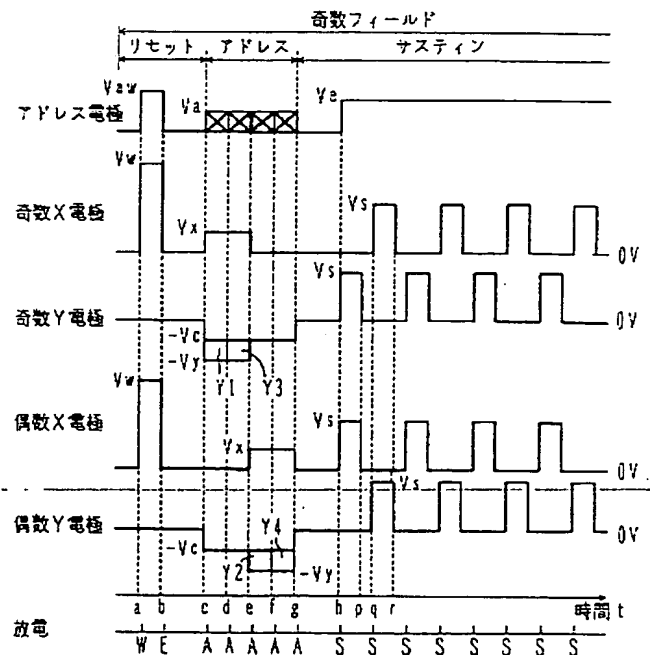 奇数フィールド
リセット アドレス サスティン
Vaw Va Ve
アドレス電極
Vw
奇数X電極 Vx Vs 0V
Vs
奇数Y電極 0V
-Vc
-Vy Y1 Y3
Vw
偶数X電極 Vx Vs 0V
Vs
偶数Y電極 0V
-Vc Y2 Y4 -Vy
a b c d e f g h p q r 時間 t
放電
W E A A A A A S S S S S S S S